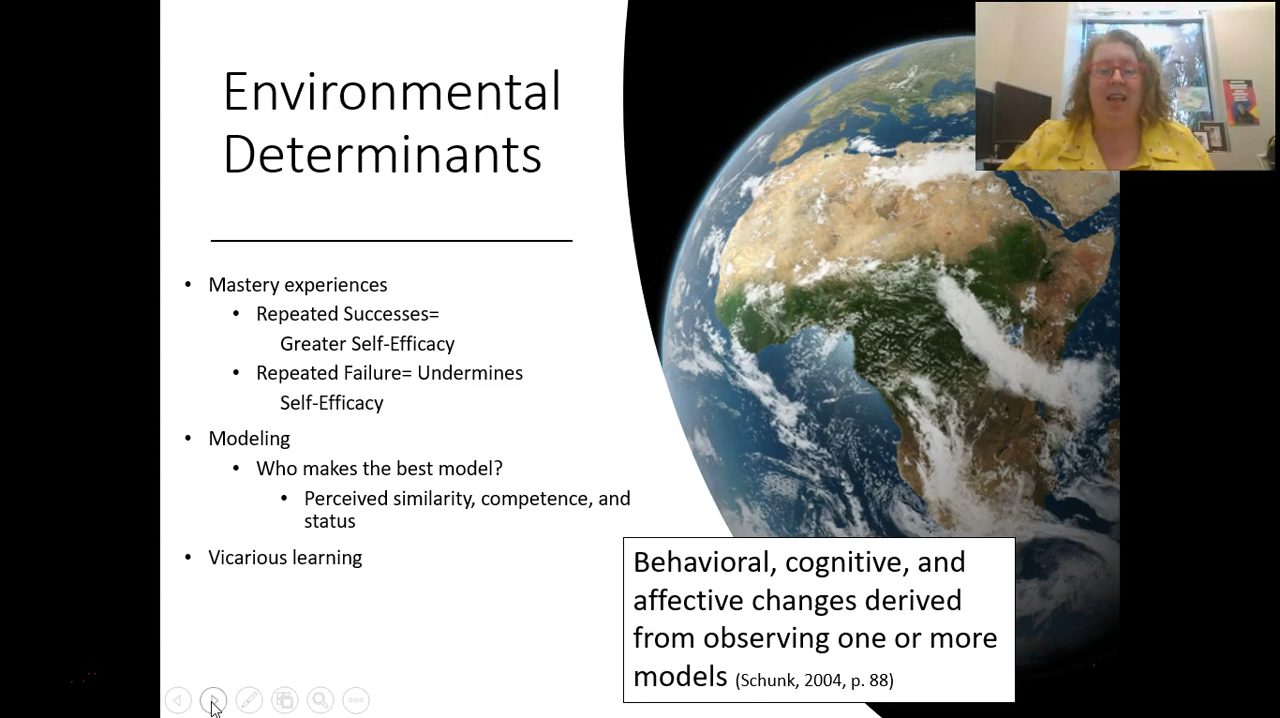 Environmental
Determinants
• Mastery experiences
• Repeated Successes=
Greater Self-Efficacy
• Repeated Failure= Undermines
Self-Efficacy
• Modeling
• Who makes the best model?
• Perceived similarity, competence, and
status
• Vicarious learning
Behavioral, cognitive, and
affective changes derived
from observing one or more
models (Schunk, 2004, p. 88)